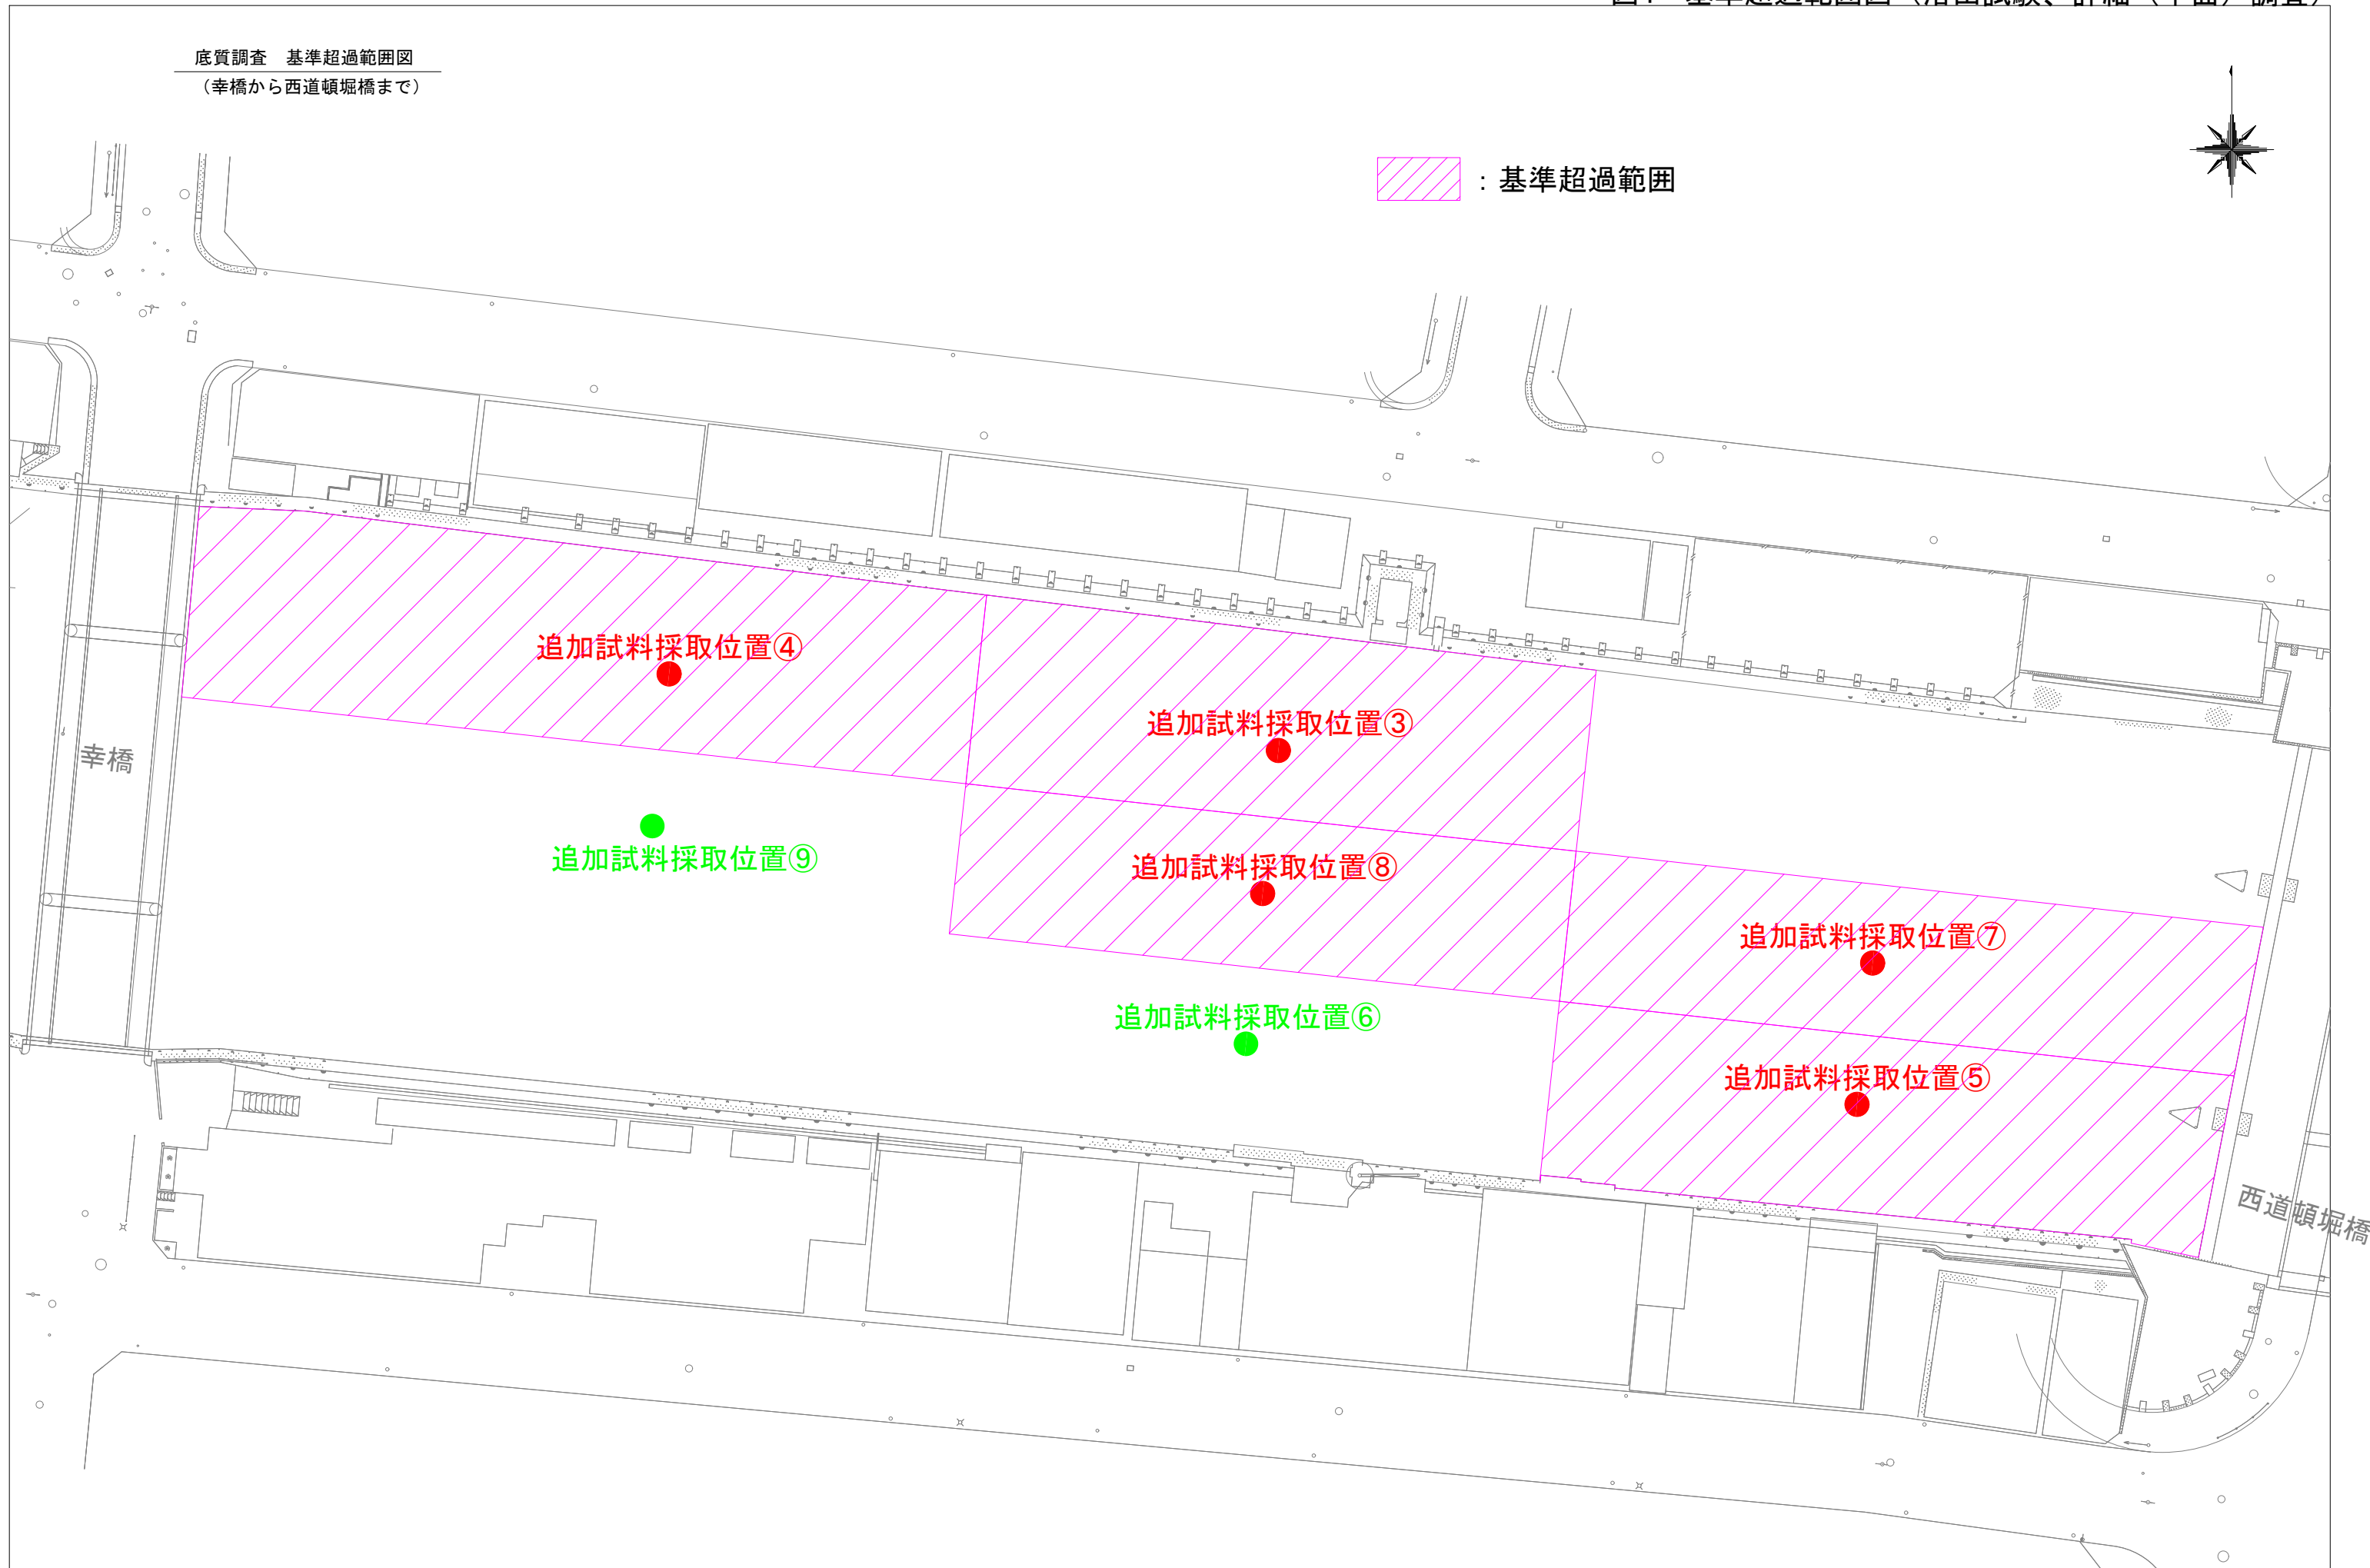 底質調査　基準超過範囲図
（幸橋から西道頓堀橋まで）
：基準超過範囲
追加試料採取位置④
追加試料採取位置③
幸橋
追加試料採取位置⑨
追加試料採取位置⑧
追加試料採取位置⑦
追加試料採取位置⑥
追加試料採取位置⑤
西道頓堀橋